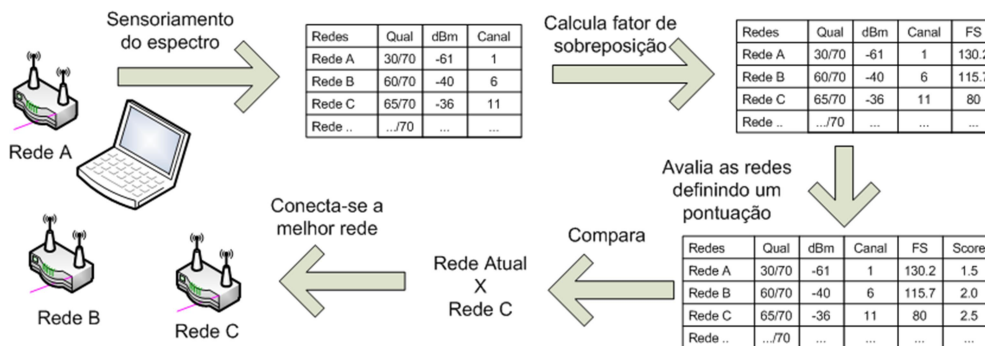 Sensoriamento
do espectro
Rede A
Redes Qual dBm Canal
Rede A 30/70 -61 1
Rede B 60/70 -40 6
Rede C 65/70 -36 11
Rede .. .../70 ... ...
Calcula fator de
sobreposição
Redes Qual dBm Canal FS
Rede A 30/70 -61 1 130.2
Rede B 60/70 -40 6 115.7
Rede C 65/70 -36 11 80
Rede .. .../70 ... ... ...
Avalia as redes
definindo um
pontuação
Redes Qual dBm Canal FS Score
Rede A 30/70 -61 1 130.2 1.5
Rede B 60/70 -40 6 115.7 2.0
Rede C 65/70 -36 11 80 2.5
Rede .. .../70 ... ... ... ...
Compara
Rede Atual
X
Rede C
Conecta-se a
melhor rede
Rede B
Rede C